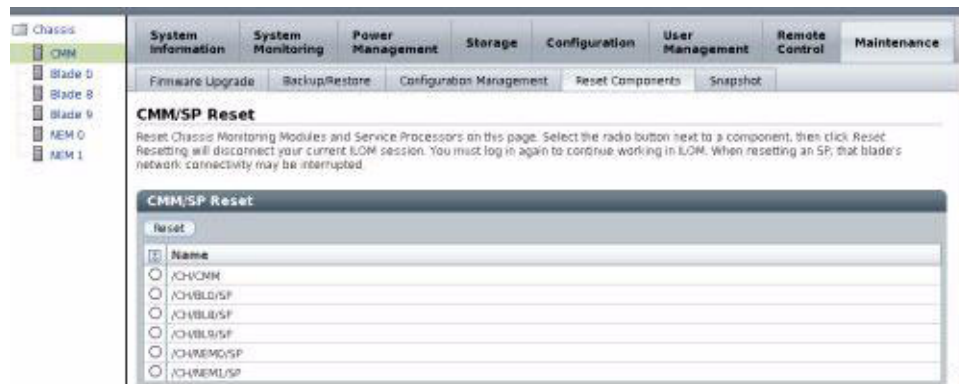 Chassis
CMM
Blade 0
Blade 8
Blade 9
NEM 0
NEM 1
System Information
System Monitoring
Power Management
Storage
Configuration
User Management
Remote Control
Maintenance
Firmware Upgrade
Backup/Restore
Configuration Management
Reset Components
Snapshot
CMM/SP Reset
Reset Chassis Monitoring Modules and Service Processors on this page. Select the radio button next to a component, then click Reset
Resetting will disconnect your current ILOM session. You must log in again to continue working in ILOM. When resetting an SP, that blade's
network connectivity may be interrupted.
CMM/SP Reset
Reset
Name
/CH/CMM
/CH/BL0/SP
/CH/BL8/SP
/CH/BL9/SP
/CH/NEM0/SP
/CH/NEM1/SP